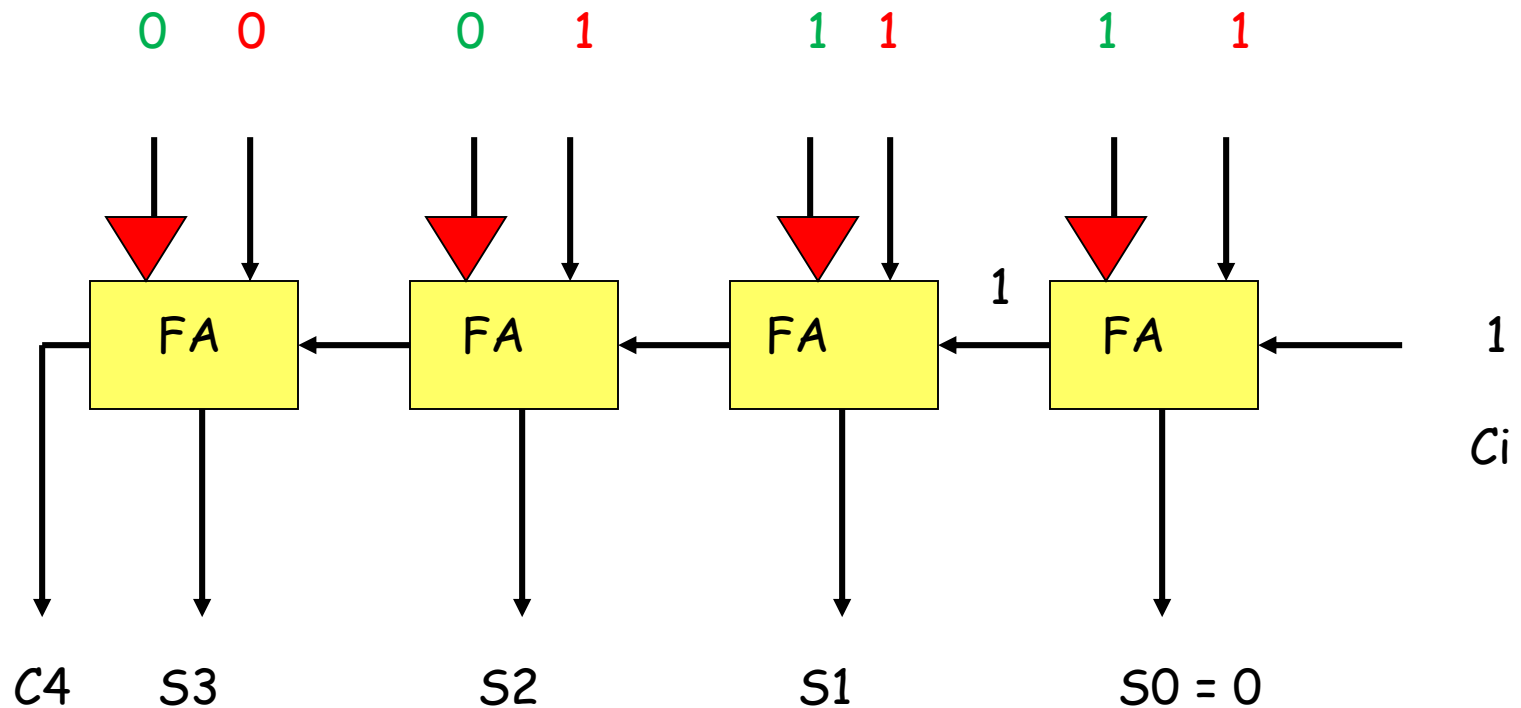 0 0 0 1 1 1 1 1
1
FA FA FA FA 1
Ci
C4 S3 S2 S1 S0 = 0